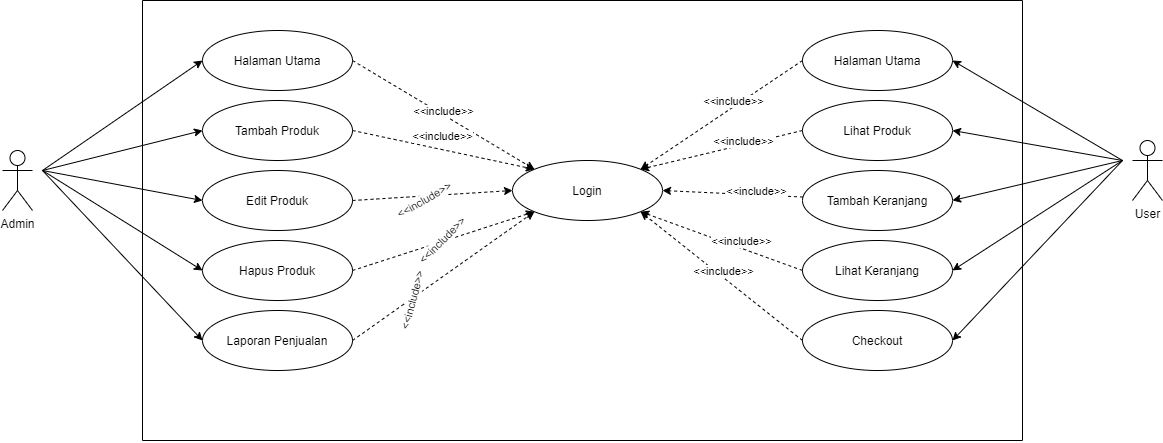 Halaman Utama
Halaman Utama
<<include>>
<<include>>
Tambah Produk
<<include>>
<<include>>
Lihat Produk
Login
Admin
Edit Produk
<<include>>
<<include>>
Tambah Keranjang
User
Hapus Produk
<<include>>
<<include>>
Lihat Keranjang
<<include>>
<<include>>
Laporan Penjualan
Checkout